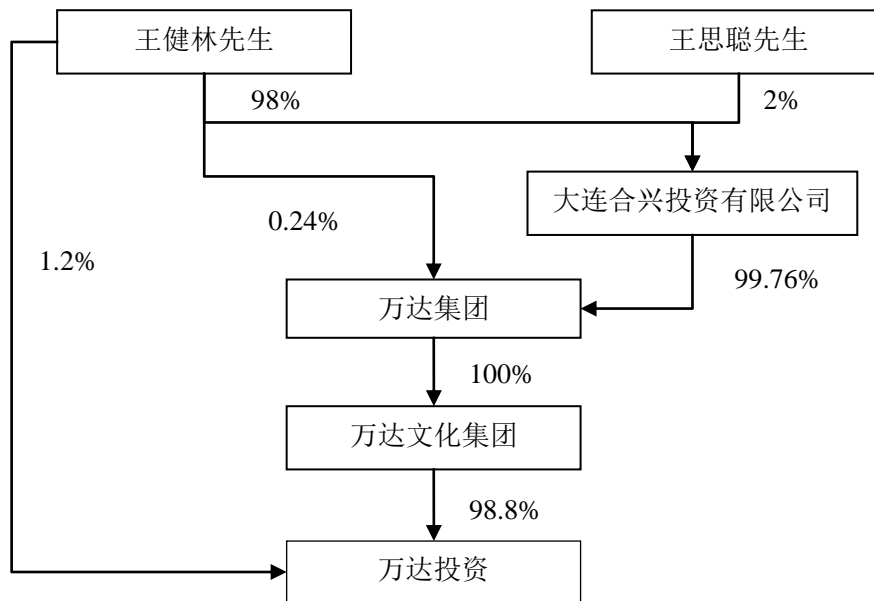 王健林先生
王思聪先生
98%
2%
大连合兴投资有限公司
0.24%
1.2%
99.76%
万达集团
100%
万达文化集团
98.8%
万达投资